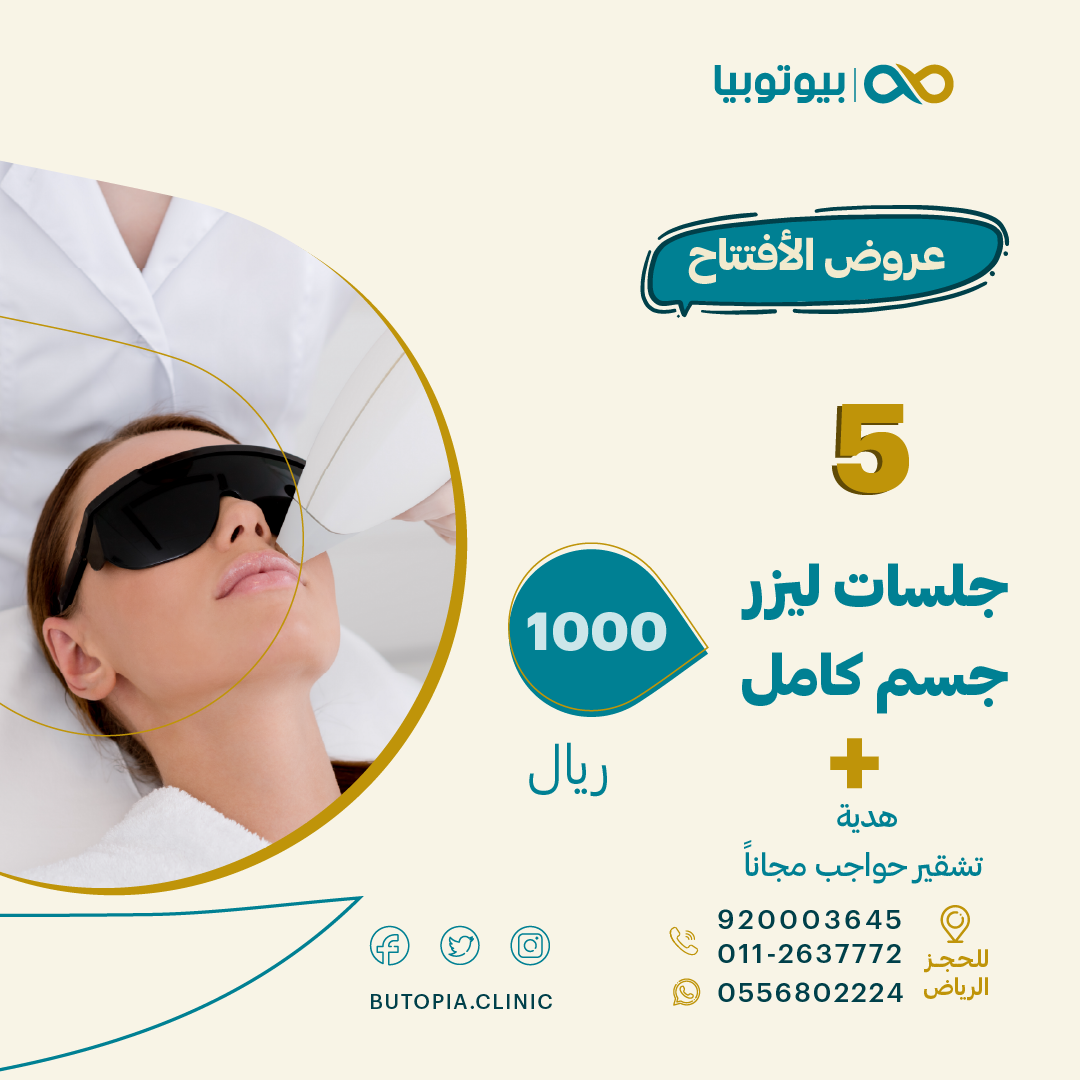 بيوتوبيا
عروض الأفتتاح
5
جلسات ليزر
جسم كامل
1000
ريال
+
هدية
تشقير حواجب مجاناً
للحجز
الرياض
920003645
011-2637772
0556802224
BUTOPIA.CLINIC